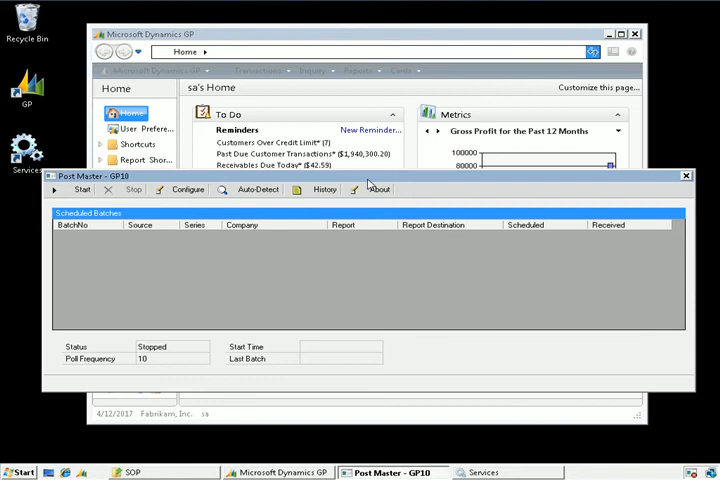 Recycle Bin
GP
Services
Microsoft Dynamics GP
Home
Microsoft Dynamics GP Transactions Inquiry Reports Cards
Home
sa's Home
Customize this page...
Home
User Prefere...
Shortcuts
Report Shor...
To Do
Reminders New Reminder...
Customers Over Credit Limit* (7)
Past Due Customer Transactions* ($1,940,300.20)
Receivables Due Today* ($42.59)
Metrics
Gross Profit for the Past 12 Months
100000
80000
Post Master - GP10
Start Stop Configure Auto-Detect History About
Scheduled Batches
BatchNo Source Series Company Report Report Destination Scheduled Received
Status Stopped Start Time
Poll Frequency 10 Last Batch
4/12/2017 Fabrikam, Inc. sa
Start SOP Microsoft Dynamics GP Post Master - GP10 Services